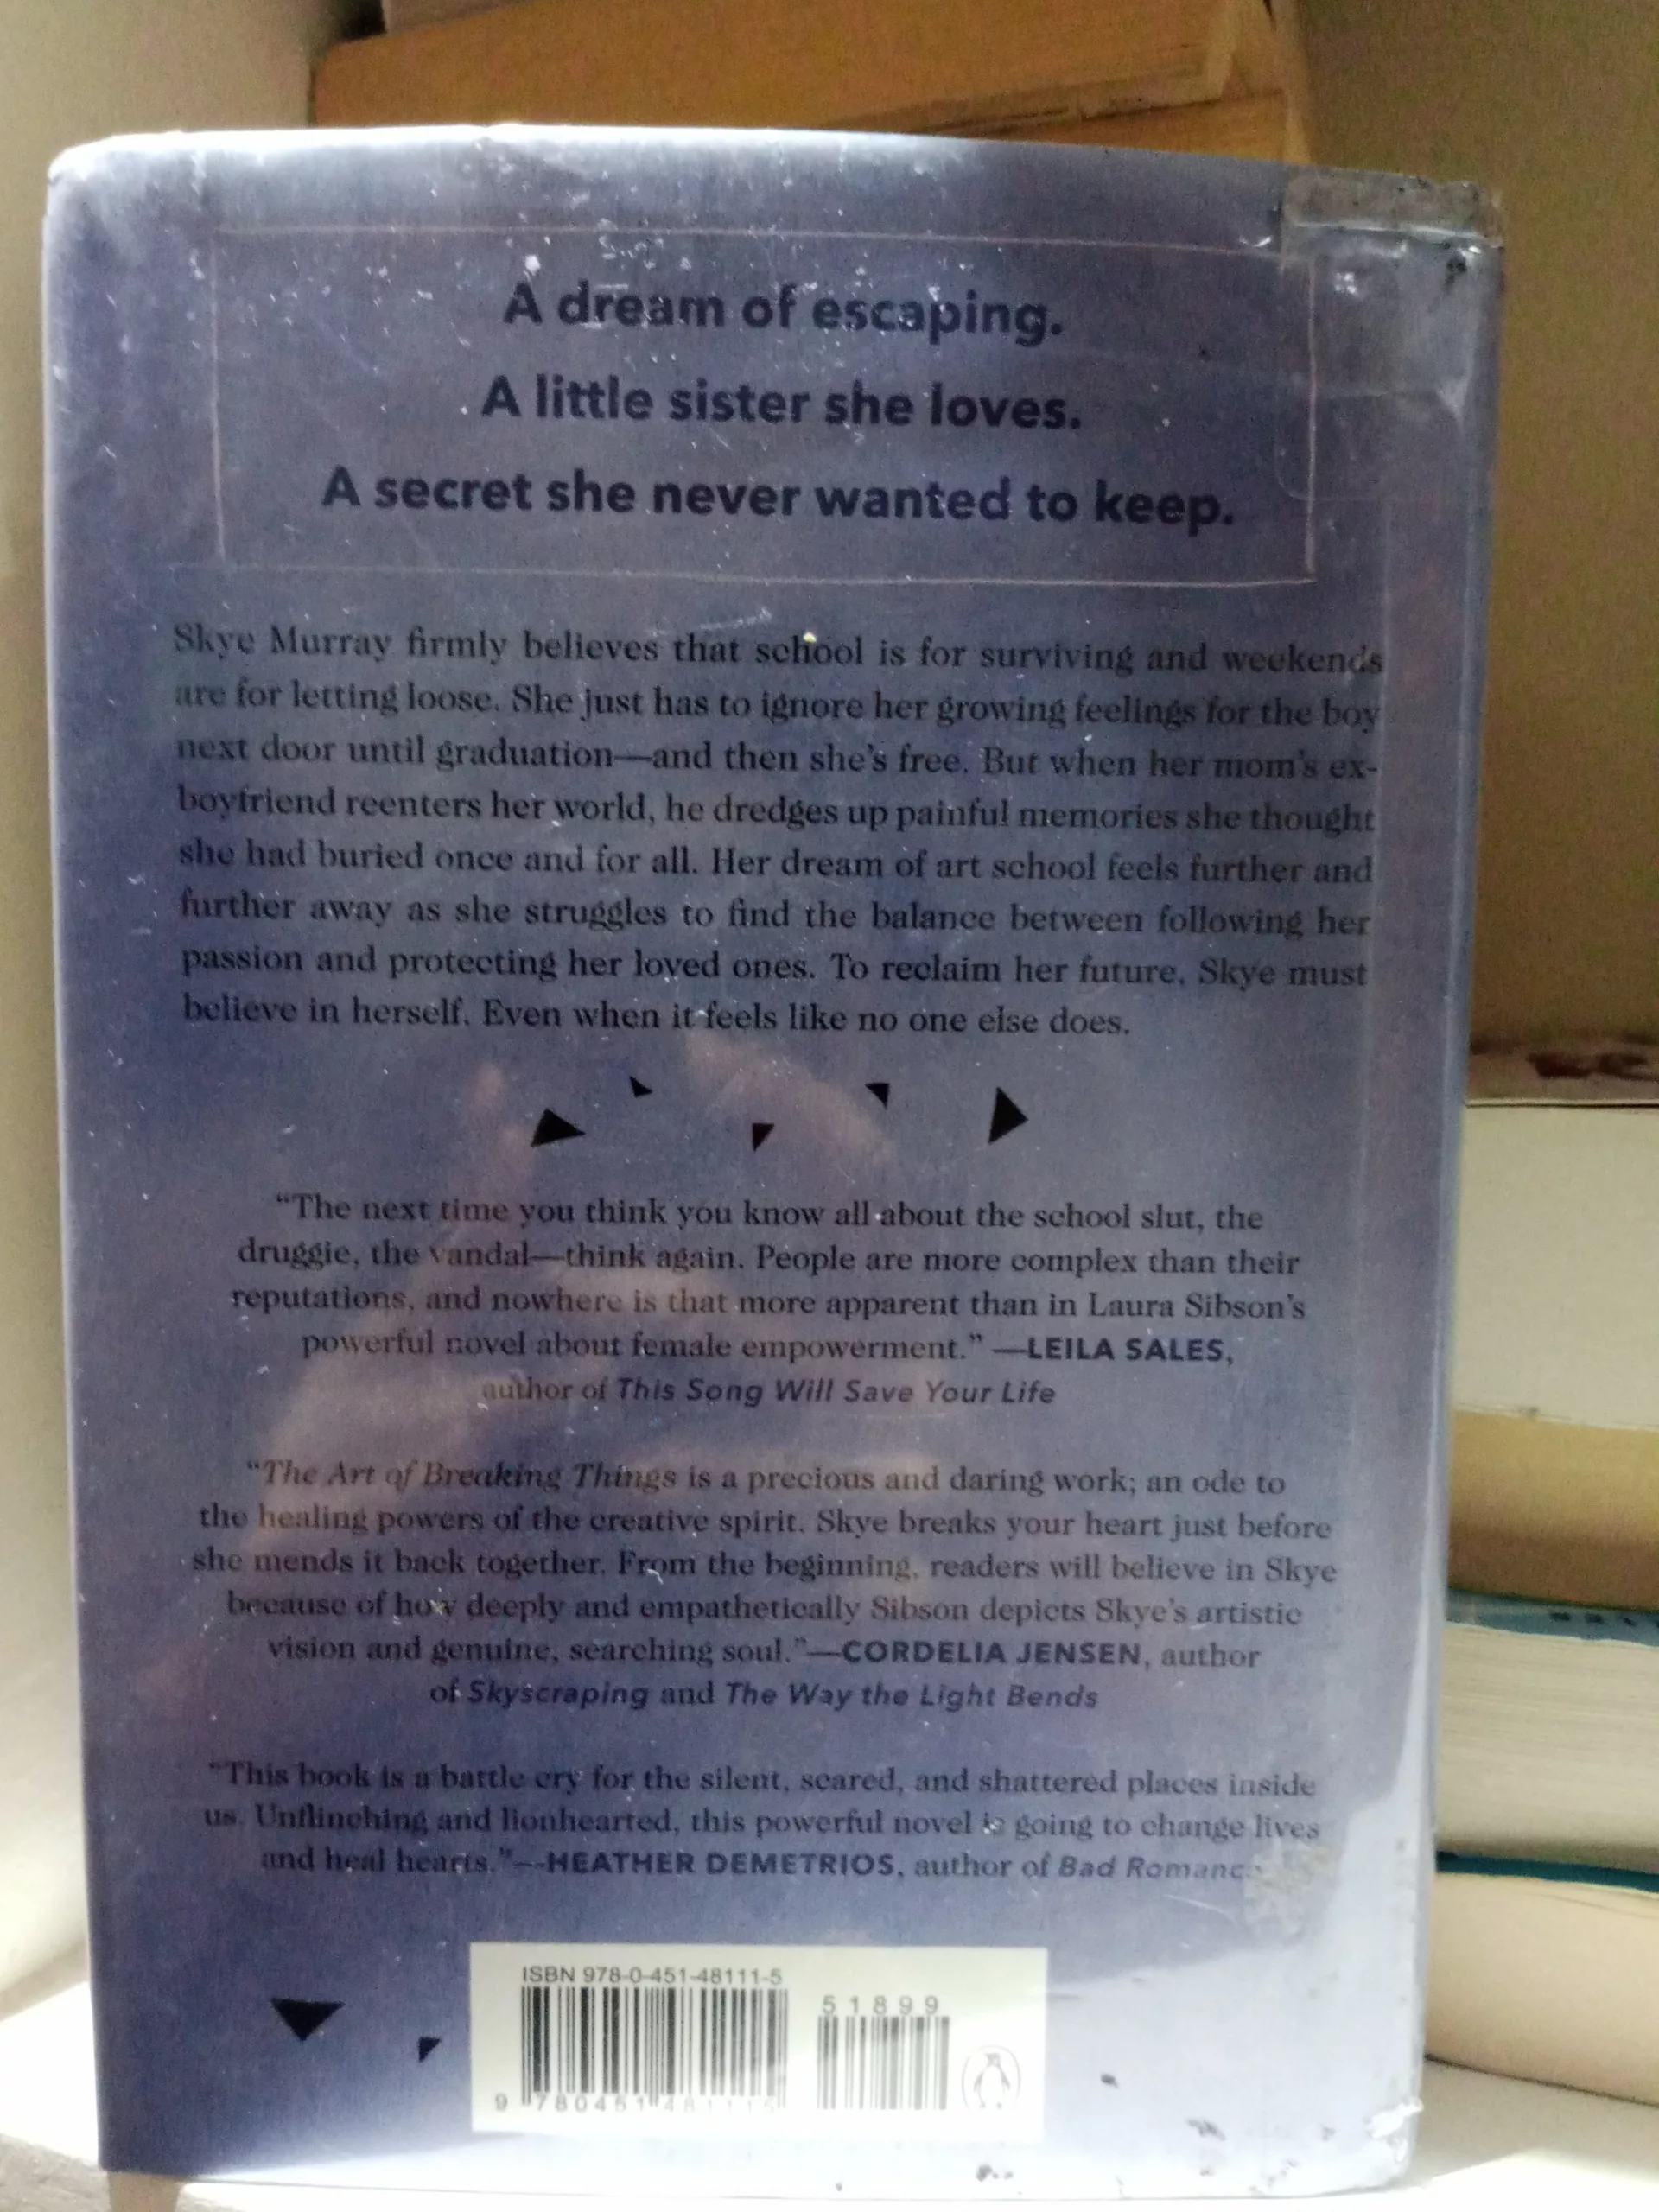 A dream of escaping.
A little sister she loves.
A secret she never wanted to keep.
Skye Murray firmly believes that school is for surviving and weekends
are for letting loose. She just has to ignore her growing feelings for the boy
next door until graduation—and then she's free. But when her mom's ex-
boyfriend reenters her world, he dredges up painful memories she thought
she had buried once and for all. Her dream of art school feels further and
further away as she struggles to find the balance between following her
passion and protecting her loved ones. To reclaim her future, Skye must
believe in herself. Even when it feels like no one else does.
“The next time you think you know all about the school slut, the
druggie, the vandal—think again. People are more complex than their
reputations, and nowhere is that more apparent than in Laura Sibson's
powerful novel about female empowerment.” —LEILA SALES,
author of This Song Will Save Your Life
“The Art of Breaking Things is a precious and daring work; an ode to
the healing powers of the creative spirit. Skye breaks your heart just before
she mends it back together. From the beginning, readers will believe in Skye
because of how deeply and empathetically Sibson depicts Skye's artistic
vision and genuine, searching soul.”—CORDELIA JENSEN, author
of Skyscraping and The Way the Light Bends
“This book is a battle cry for the silent, scared, and shattered places inside
us. Unflinching and lionhearted, this powerful novel is going to change lives
and heal hearts.”—HEATHER DEMETRIOS, author of Bad Romance
ISBN 978-0-451-48111-5
51899
9 780451 481115